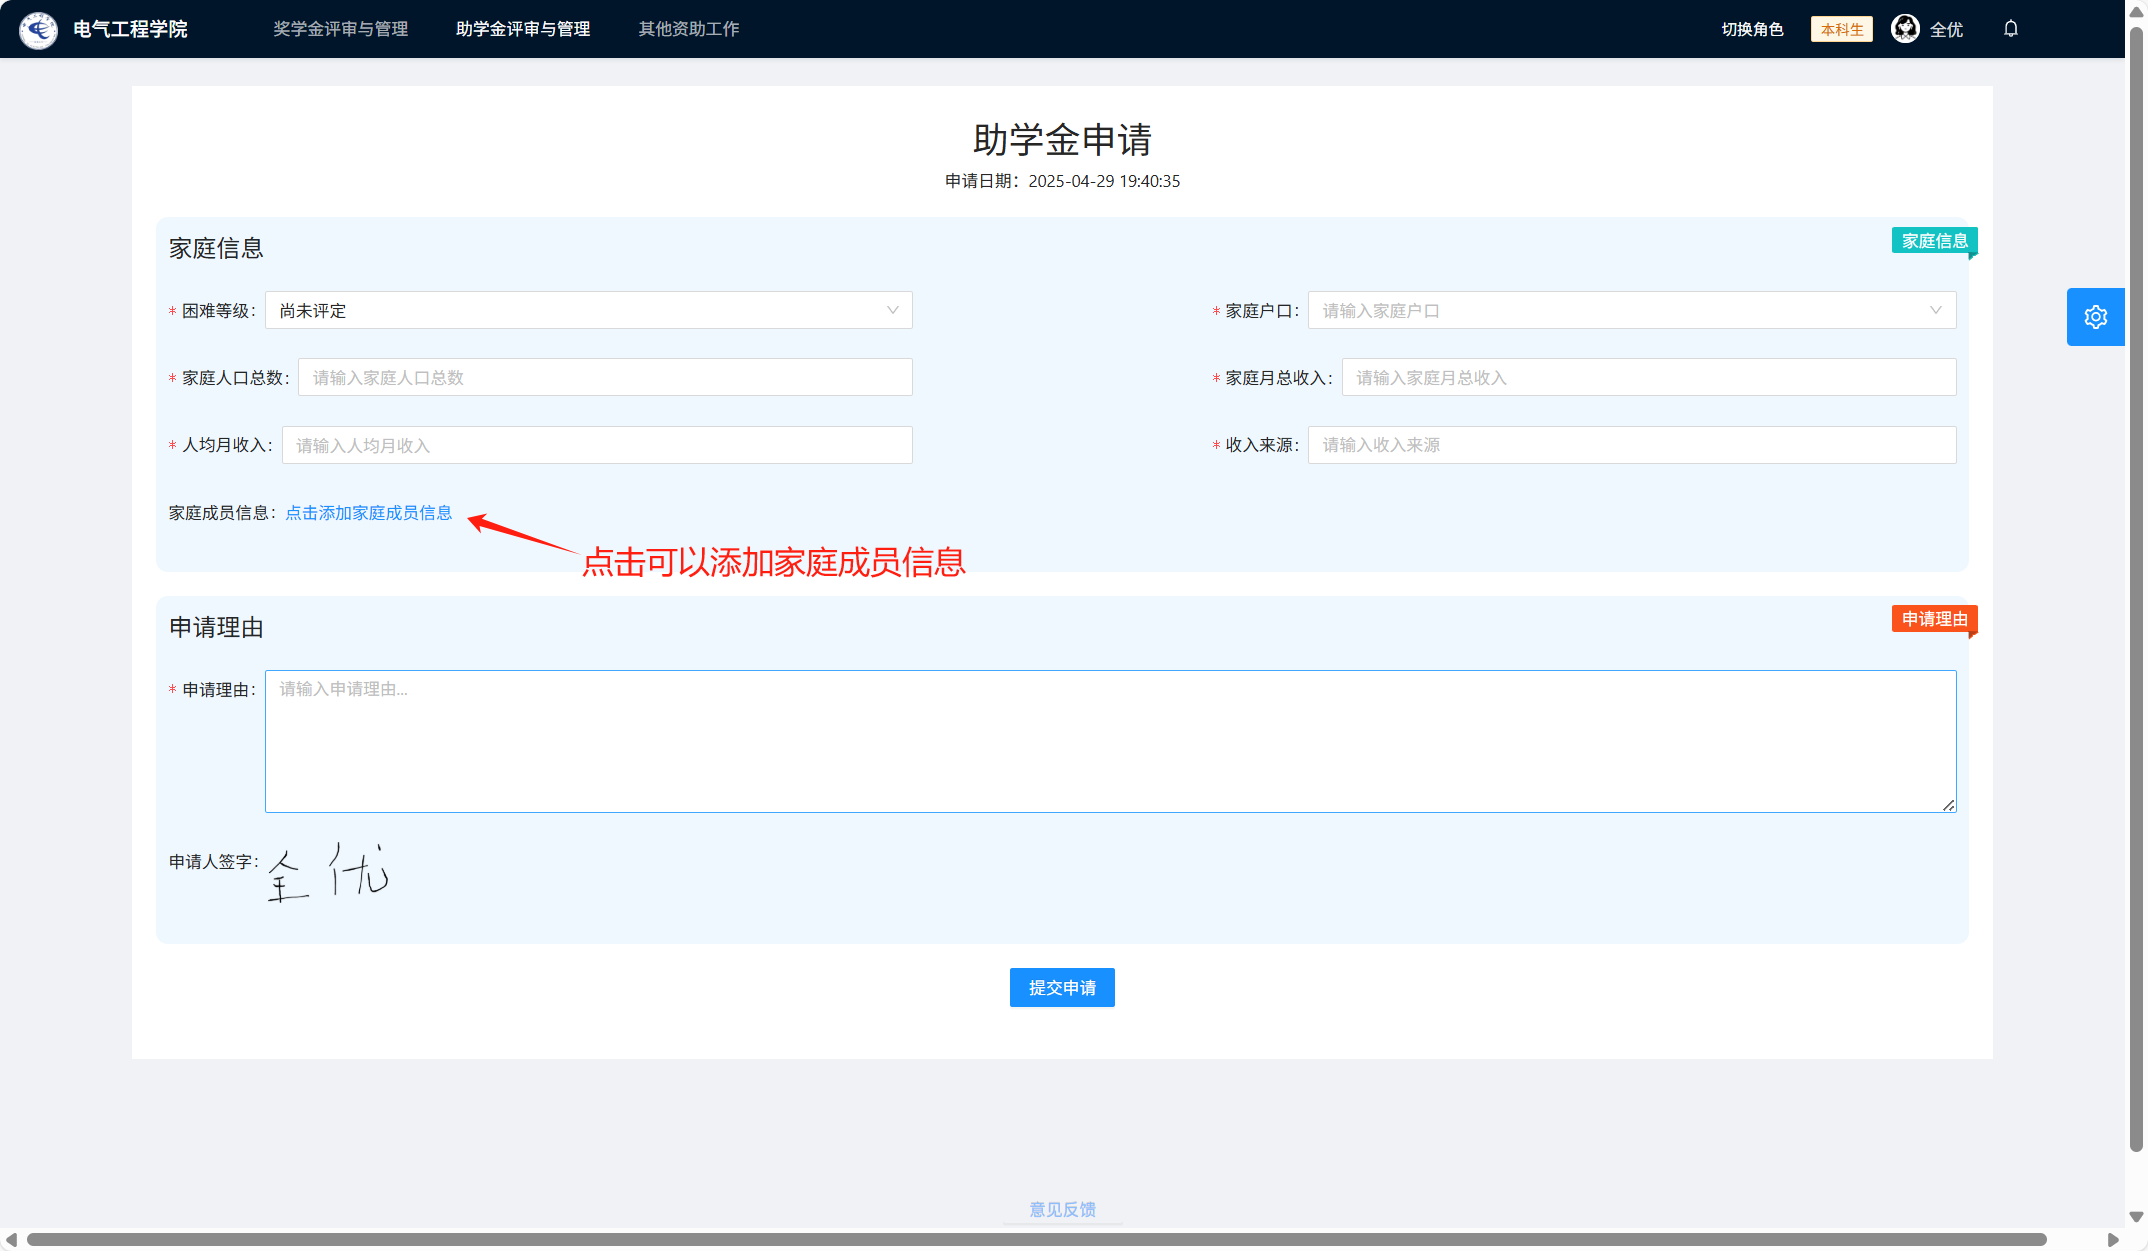 电气工程学院 奖学金评审与管理 助学金评审与管理 其他资助工作 切换角色 本科生 全优
助学金申请
申请日期：2025-04-29 19:40:35
家庭信息 家庭信息
* 困难等级： 尚未评定 * 家庭户口： 请输入家庭户口
* 家庭人口总数： 请输入家庭人口总数 * 家庭月总收入： 请输入家庭月总收入
* 人均月收入： 请输入人均月收入 * 收入来源： 请输入收入来源
家庭成员信息： 点击添加家庭成员信息
点击可以添加家庭成员信息
申请理由 申请理由
* 申请理由： 请输入申请理由...
申请人签字： 全优
提交申请
意见反馈